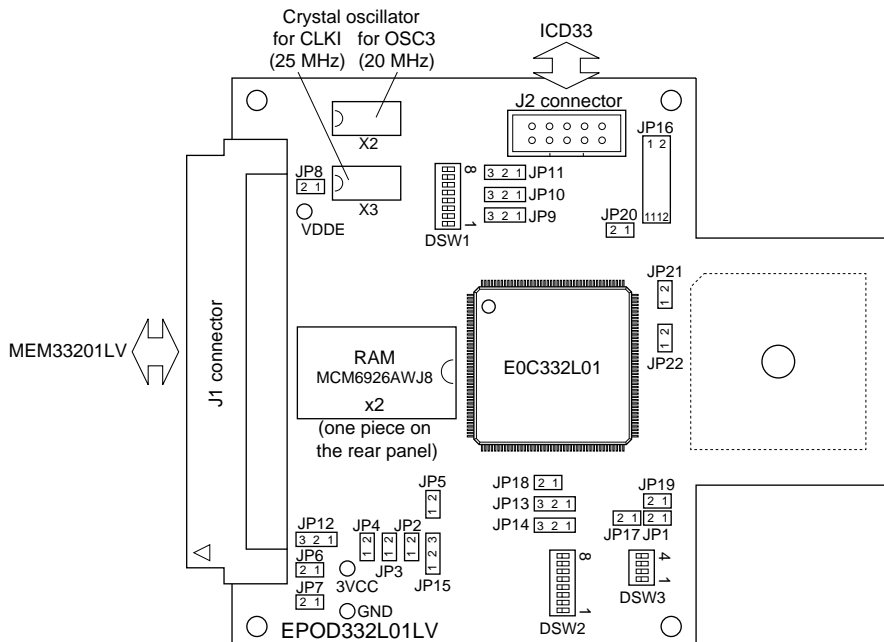 Crystal oscillator
for CLKI for OSC3
(25 MHz) (20 MHz)
ICD33
J2 connector
X2
JP16
1 2
11 12
JP8
2 1
X3
VDDE
8
1
DSW1
3 2 1 JP11
3 2 1 JP10
3 2 1 JP9
JP20
2 1
JP21
1 2
MEM33201LV
J1 connector
RAM
MCM6926AWJ8
x2
(one piece on
the rear panel)
E0C332L01
1 2
JP22
JP5
1 2
JP18 2 1
JP13 3 2 1
JP14 3 2 1
JP19
2 1
2 1 2 1
JP17 JP1
JP12
3 2 1
JP4
1 2
1 2
JP3
JP2
1 2
1 2 3
JP15
JP6
2 1
3VCC
JP7
2 1
GND
8
1
DSW2
4
1
DSW3
EPOD332L01LV